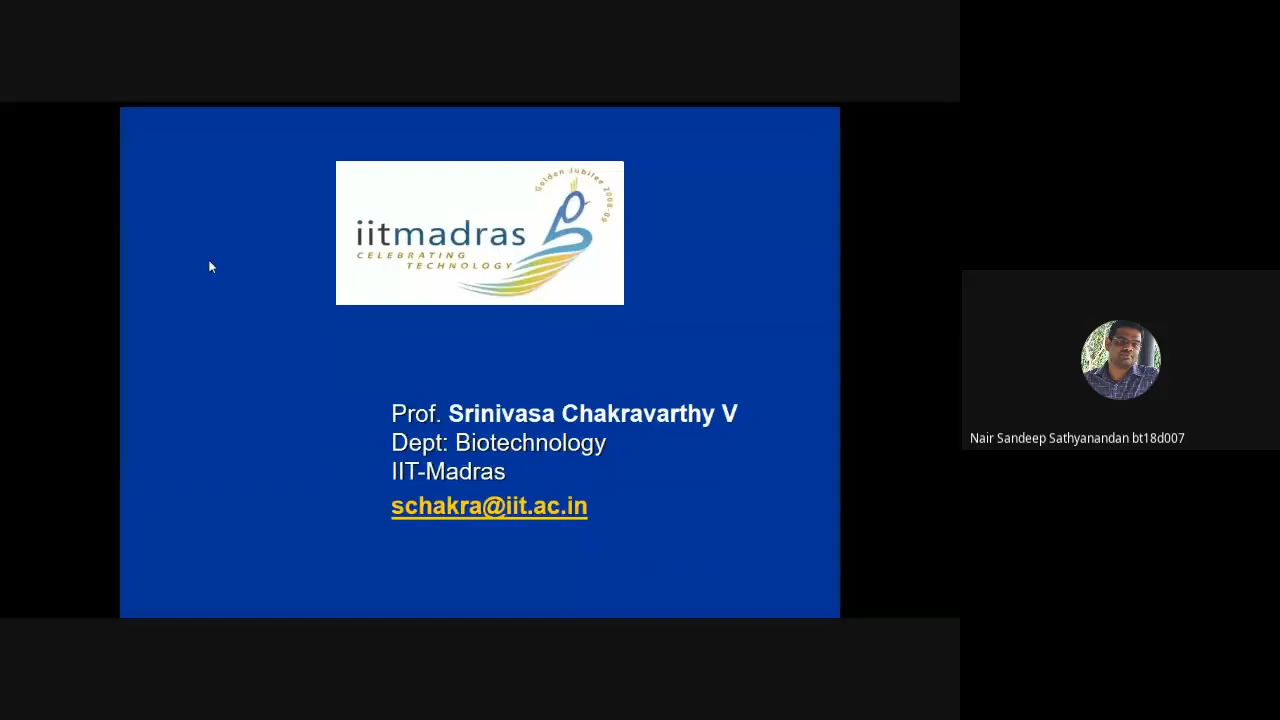 Golden Jubilee 2008-09
iitmadras
CELEBRATING
TECHNOLOGY
Prof. Srinivasa Chakravarthy V
Dept: Biotechnology
IIT-Madras
schakra@iit.ac.in
Nair Sandeep Sathyanandan bt18d007